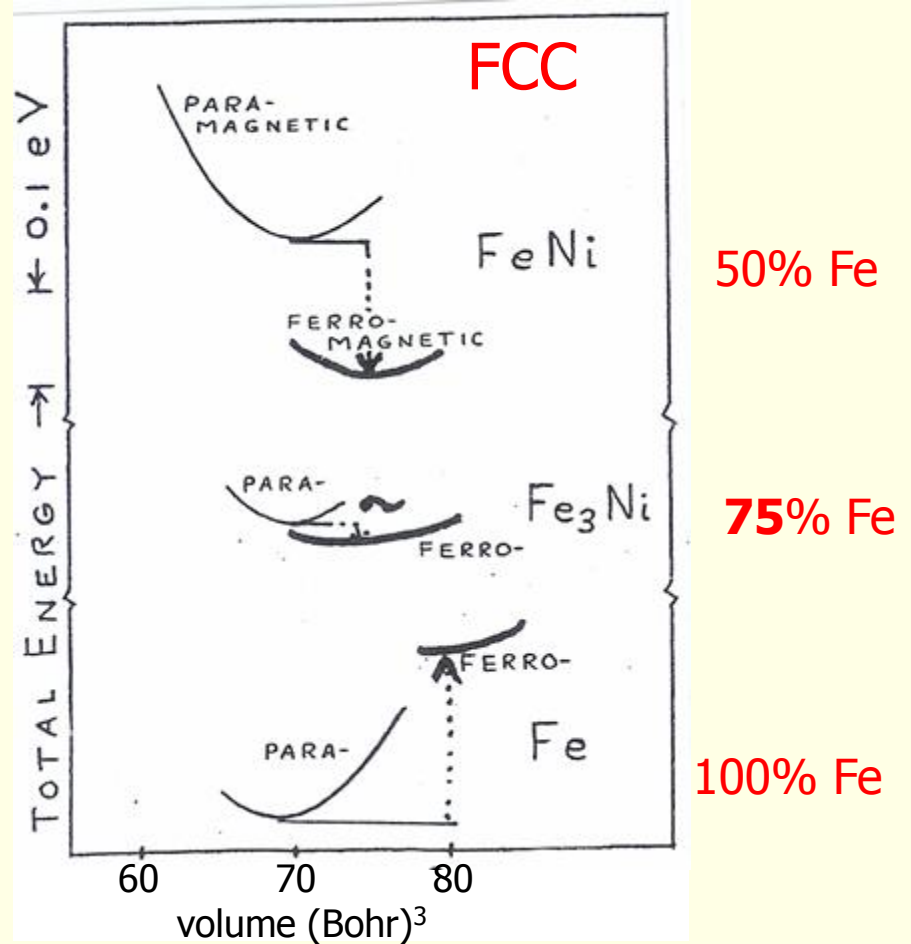 FCC
PARA-
MAGNETIC
FeNi
50% Fe
FERRO-
MAGNETIC
PARA-
~
Fe₃Ni
75% Fe
FERRO-
FERRO-
PARA-
Fe
100% Fe
TOTAL ENERGY →| |← 0.1 eV
60 70 80
volume (Bohr)³